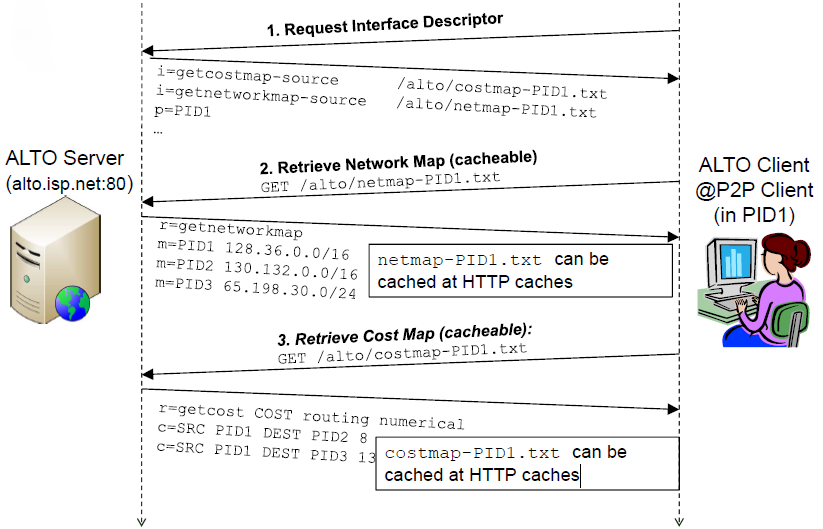 1. Request Interface Descriptor
i=getcostmap-source /alto/costmap-PID1.txt
i=getnetworkmap-source /alto/netmap-PID1.txt
p=PID1
…
ALTO Server
(alto.isp.net:80)
2. Retrieve Network Map (cacheable)
GET /alto/netmap-PID1.txt
ALTO Client
@P2P Client
(in PID1)
r=getnetworkmap
m=PID1 128.36.0.0/16
m=PID2 130.132.0.0/16
m=PID3 65.198.30.0/24
netmap-PID1.txt can be
cached at HTTP caches
3. Retrieve Cost Map (cacheable):
GET /alto/costmap-PID1.txt
r=getcost COST routing numerical
c=SRC PID1 DEST PID2 8
c=SRC PID1 DEST PID3 13
costmap-PID1.txt can be
cached at HTTP caches